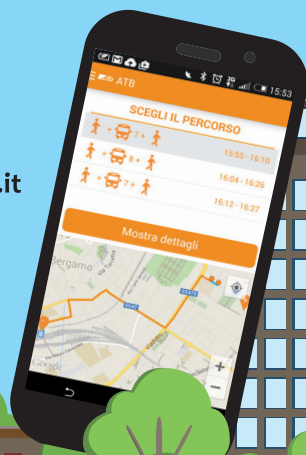 15:53
ATB
SCEGLI IL PERCORSO
+ 7 +
15:55 - 16:10
+ 8 +
16:04 - 16:26
+ 7 +
16:12 - 16:27
.it
Mostra dettagli
Bergamo
Google
+
−